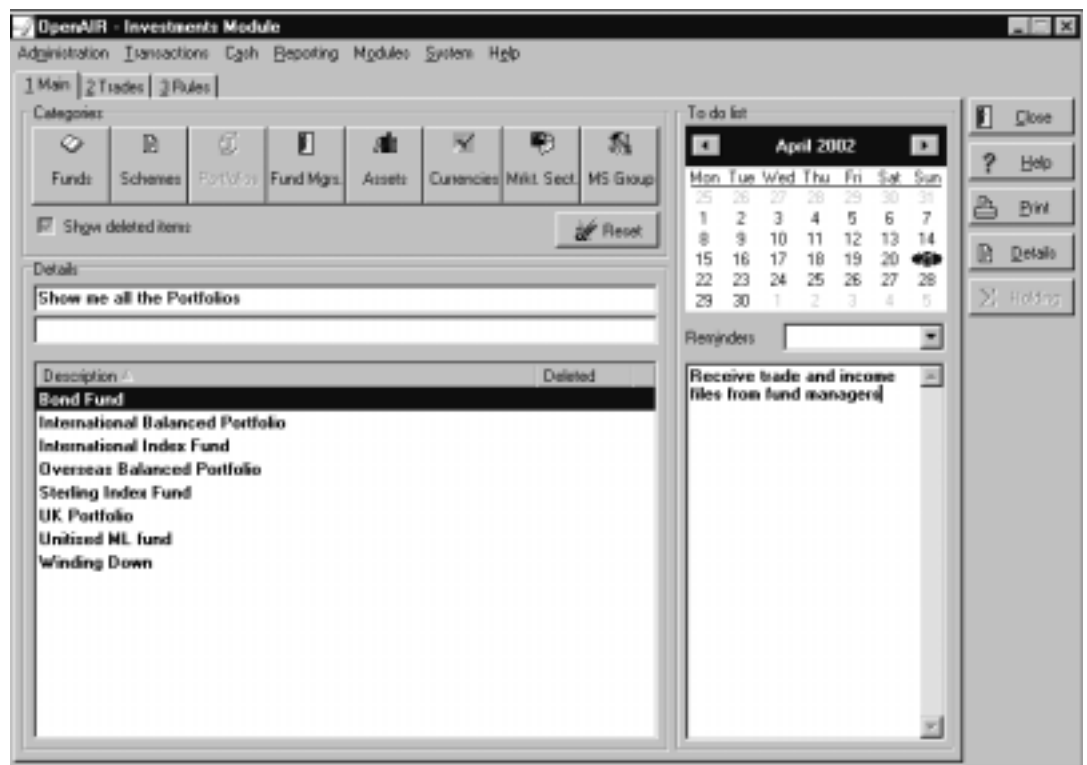 OpenAIR - Investments Module
Administration Transactions Cash Reporting Modules System Help
1 Main 2 Trades 3 Rules
Categories
Funds Schemes Portfolios Fund Mgrs. Assets Currencies Mrkt. Sect. MS Group
Show deleted items
Reset
Details
Show me all the Portfolios
Description Deleted
Bond Fund
International Balanced Portfolio
International Index Fund
Overseas Balanced Portfolio
Sterling Index Fund
UK Portfolio
Unitised ML fund
Winding Down
To do list
April 2002
Mon Tue Wed Thu Fri Sat Sun
25 26 27 28 29 30 31
1 2 3 4 5 6 7
8 9 10 11 12 13 14
15 16 17 18 19 20
22 23 24 25 26 27 28
29 30 1 2 3 4 5
Reminders
Receive trade and income
files from fund managers
Close
? Help
Print
Details
Holding